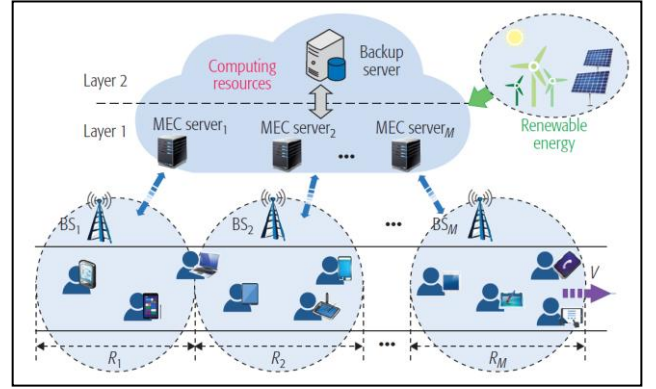 Backup
server
Computing
resources
Layer 2
Layer 1
MEC server₁
MEC server₂
MEC serverM
•••
Renewable
energy
BS₁
BS₂
•••
BSM
V
R₁
R₂
•••
RM